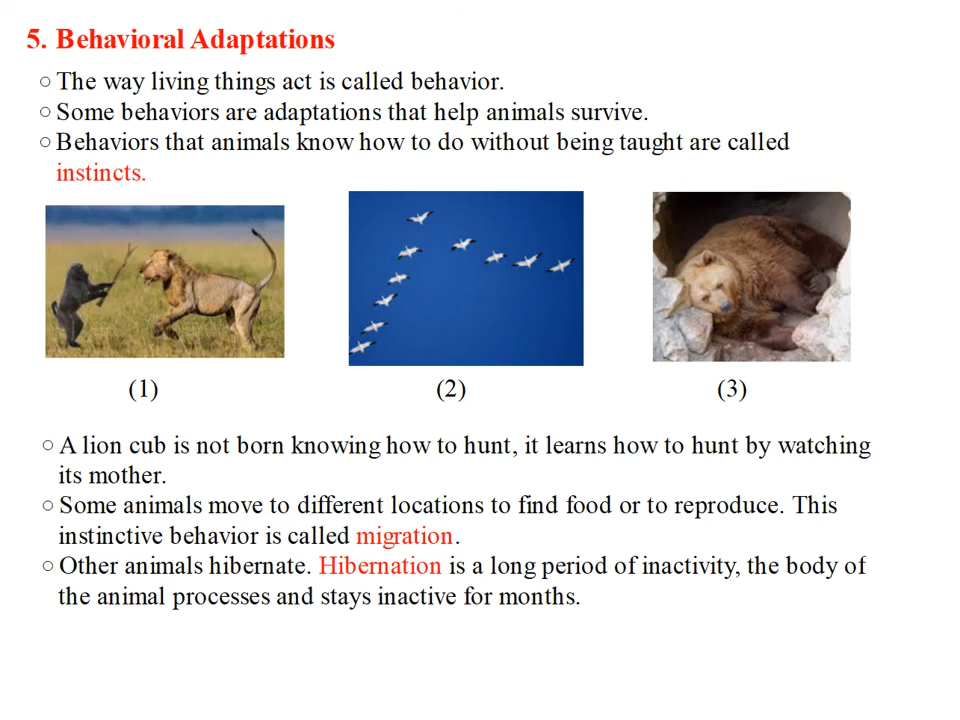 5. Behavioral Adaptations
○ The way living things act is called behavior.
○ Some behaviors are adaptations that help animals survive.
○ Behaviors that animals know how to do without being taught are called
instincts.
(1) (2) (3)
○ A lion cub is not born knowing how to hunt, it learns how to hunt by watching
its mother.
○ Some animals move to different locations to find food or to reproduce. This
instinctive behavior is called migration.
○ Other animals hibernate. Hibernation is a long period of inactivity, the body of
the animal processes and stays inactive for months.